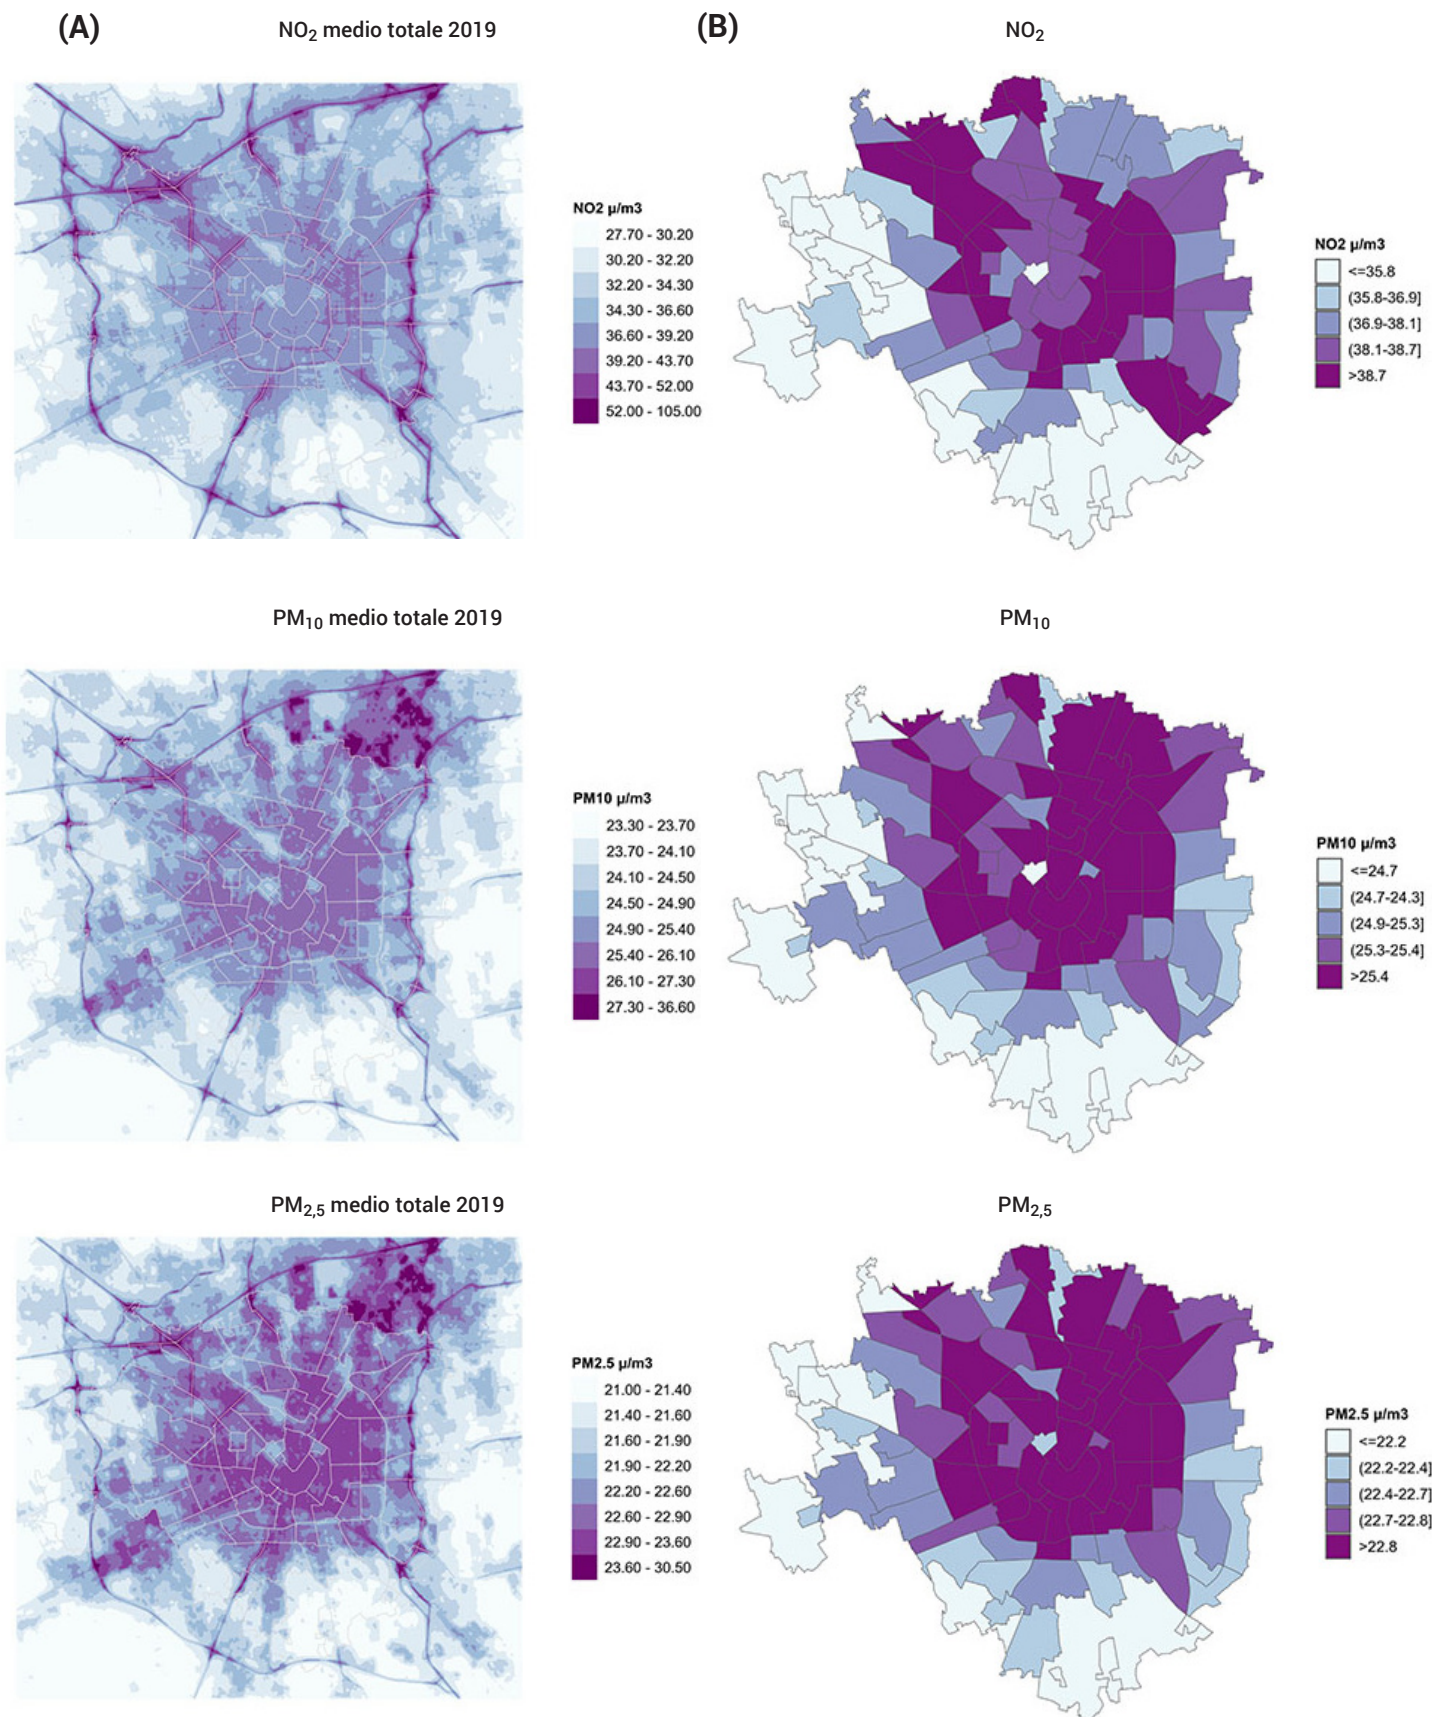 (A)
NO2 medio totale 2019
(B)
NO2
NO2 µ/m3
27.70 - 30.20
30.20 - 32.20
32.20 - 34.30
34.30 - 36.60
36.60 - 39.20
39.20 - 43.70
43.70 - 52.00
52.00 - 105.00
NO2 µ/m3
<=35.8
(35.8-36.9]
(36.9-38.1]
(38.1-38.7]
>38.7
PM10 medio totale 2019
PM10
PM10 µ/m3
23.30 - 23.70
23.70 - 24.10
24.10 - 24.50
24.50 - 24.90
24.90 - 25.40
25.40 - 26.10
26.10 - 27.30
27.30 - 36.60
PM10 µ/m3
<=24.7
(24.7-24.3]
(24.9-25.3]
(25.3-25.4]
>25.4
PM2,5 medio totale 2019
PM2,5
PM2.5 µ/m3
21.00 - 21.40
21.40 - 21.60
21.60 - 21.90
21.90 - 22.20
22.20 - 22.60
22.60 - 22.90
22.90 - 23.60
23.60 - 30.50
PM2.5 µ/m3
<=22.2
(22.2-22.4]
(22.4-22.7]
(22.7-22.8]
>22.8